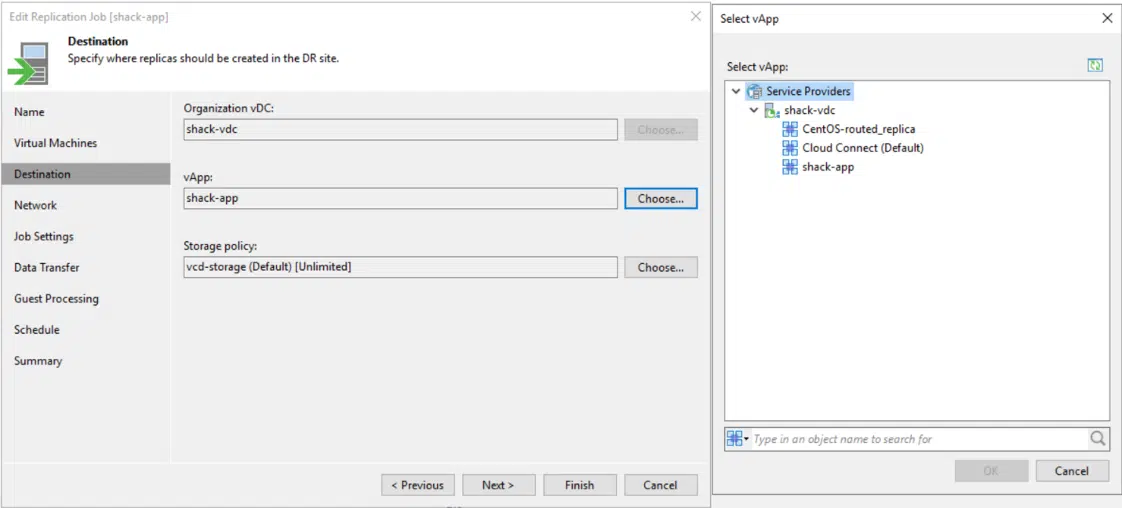 Edit Replication Job [shack-app]
Destination
Specify where replicas should be created in the DR site.
Name
Virtual Machines
Destination
Network
Job Settings
Data Transfer
Guest Processing
Schedule
Summary
Organization vDC:
shack-vdc
Choose...
vApp:
shack-app
Choose...
Storage policy:
vcd-storage (Default) [Unlimited]
Choose...
< Previous
Next >
Finish
Cancel
Select vApp
Select vApp:
Service Providers
shack-vdc
CentOS-routed_replica
Cloud Connect (Default)
shack-app
Type in an object name to search for
OK
Cancel